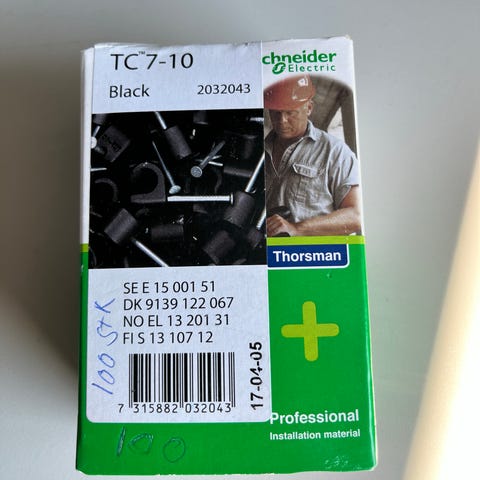 TC™7-10
chneider
Electric
Black 2032043
Thorsman
SE E 15 001 51
DK 9139 122 067
NO EL 13 201 31
FI S 13 107 12
100 stk
7 315882 032043
17-04-05
100
Professional
Installation material